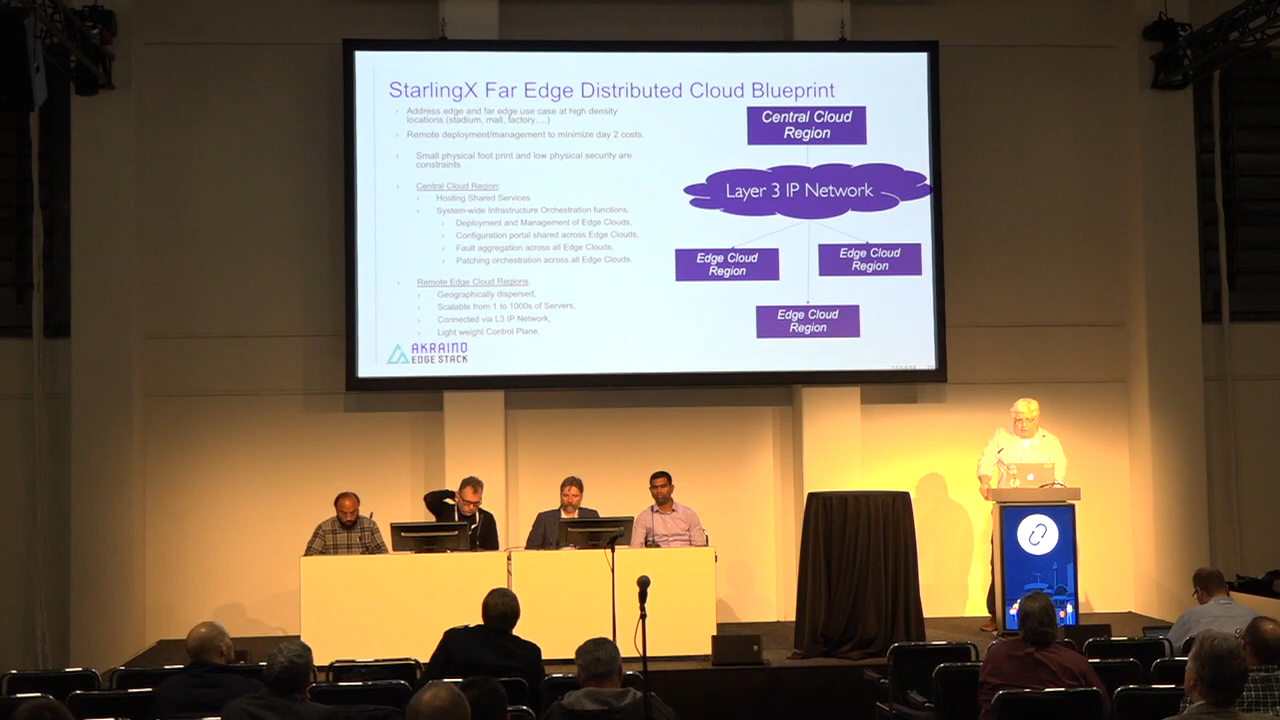 StarlingX Far Edge Distributed Cloud Blueprint
Address edge and far edge use case at high density
locations (stadium, mall, factory….)
Remote deployment/management to minimize day 2 costs.
Small physical foot print and low physical security are
constraints
Central Cloud Region:
Hosting Shared Services
System-wide Infrastructure Orchestration functions;
Deployment and Management of Edge Clouds,
Configuration portal shared across Edge Clouds,
Fault aggregation across all Edge Clouds,
Patching orchestration across all Edge Clouds.
Remote Edge Cloud Regions:
Geographically dispersed,
Scalable from 1 to 1000s of Servers,
Connected via L3 IP Network,
Light weight Control Plane.
AKRAINO
EDGE STACK
Central Cloud
Region
Layer 3 IP Network
Edge Cloud
Region
Edge Cloud
Region
Edge Cloud
Region